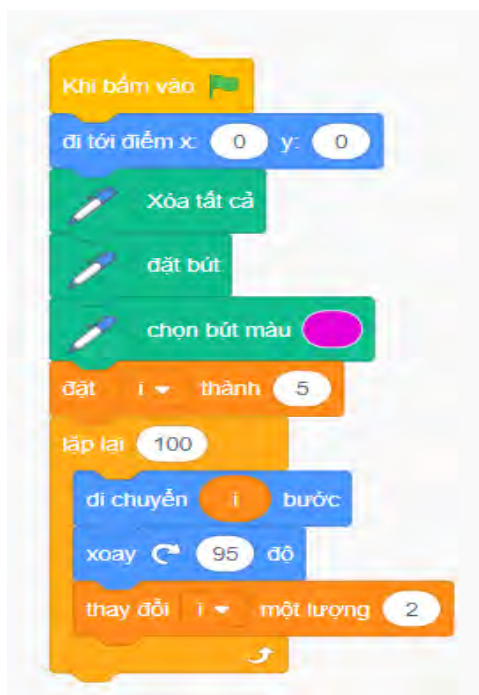 Khi bấm vào
đi tới điểm x: 0 y: 0
Xóa tất cả
đặt bút
chọn bút màu
đặt i thành 5
lặp lại 100
di chuyển i bước
xoay 95 độ
thay đổi i một lượng 2